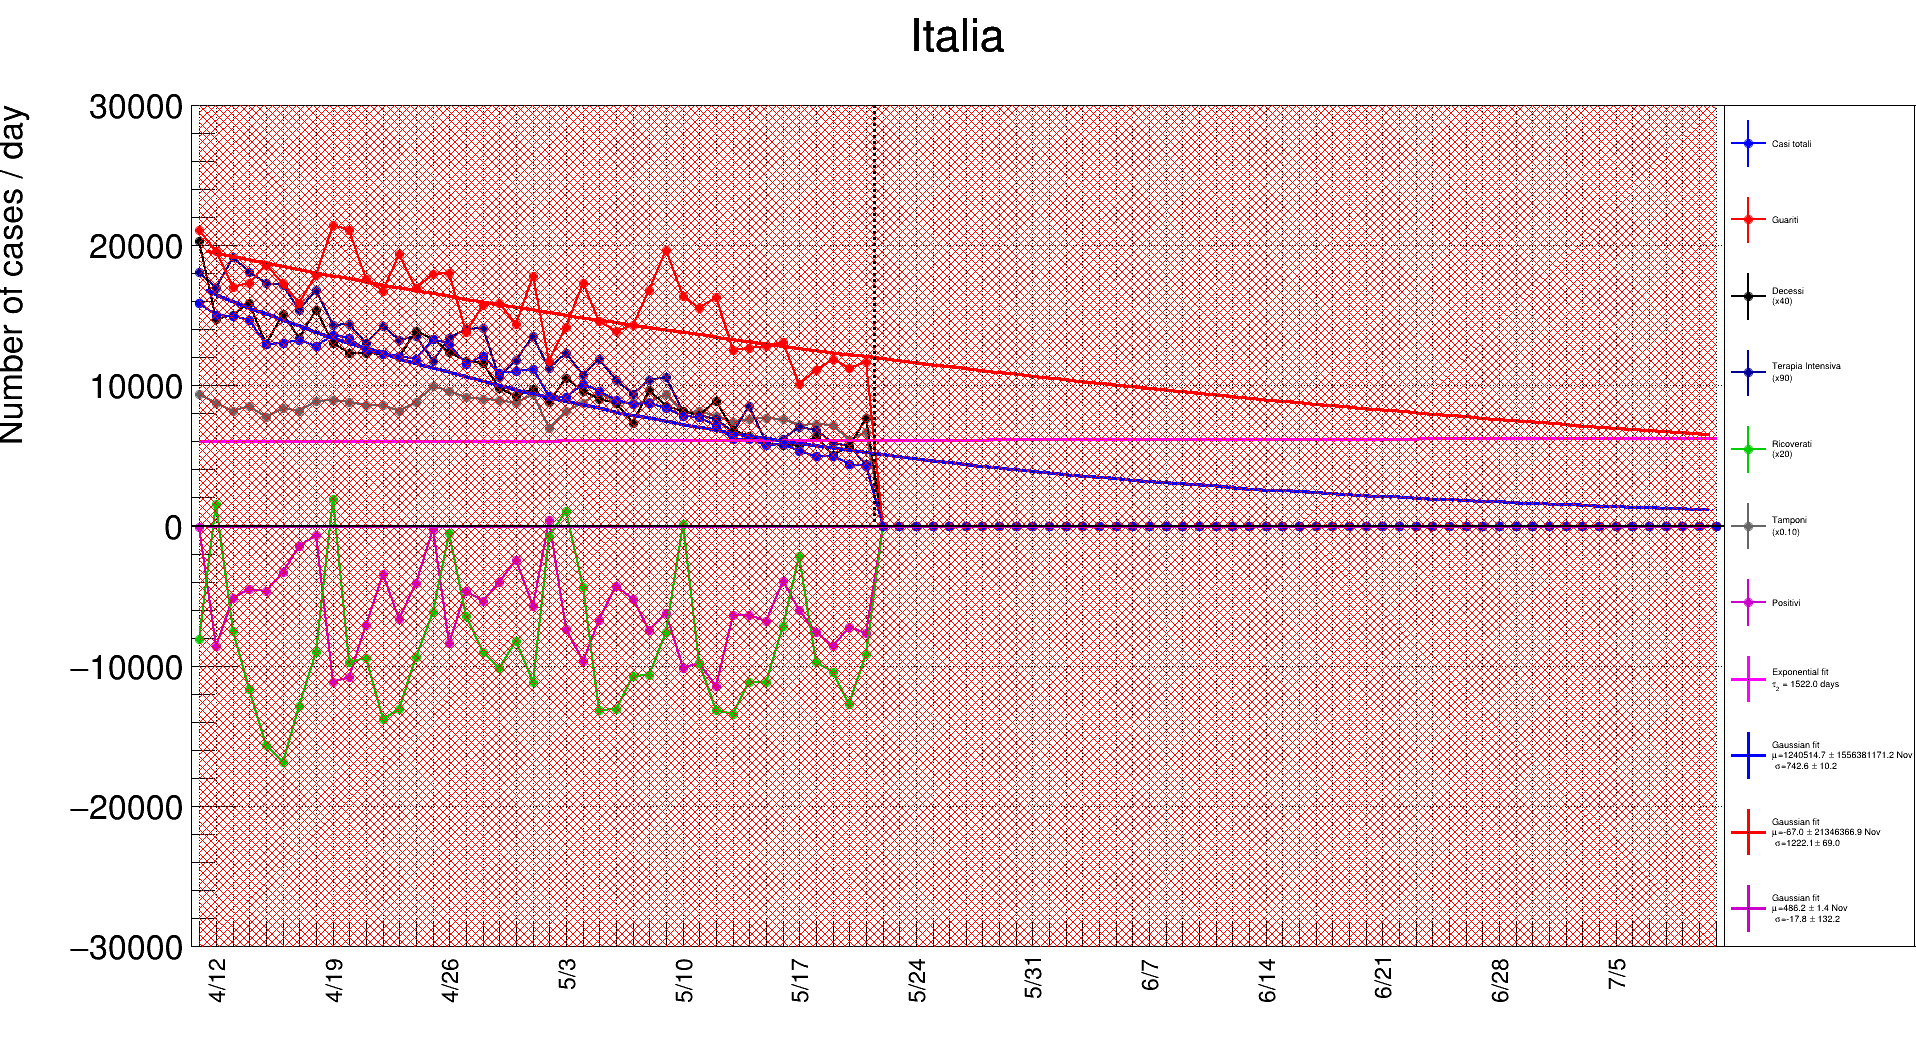 Italia
Number of cases / day
30000
20000
10000
0
−10000
−20000
−30000
4/12
4/19
4/26
5/3
5/10
5/17
5/24
5/31
6/7
6/14
6/21
6/28
7/5
Casi totali
Guariti
Decessi
(x40)
Terapia Intensiva
(x90)
Ricoverati
(x20)
Tamponi
(x0.10)
Positivi
Exponential fit
τ2 = 1522.0 days
Gaussian fit
μ=1240514.7 ± 1556381171.2 Nov
σ=742.6 ± 10.2
Gaussian fit
μ=-67.0 ± 21346366.9 Nov
σ=1222.1 ± 69.0
Gaussian fit
μ=486.2 ± 1.4 Nov
σ=-17.8 ± 132.2